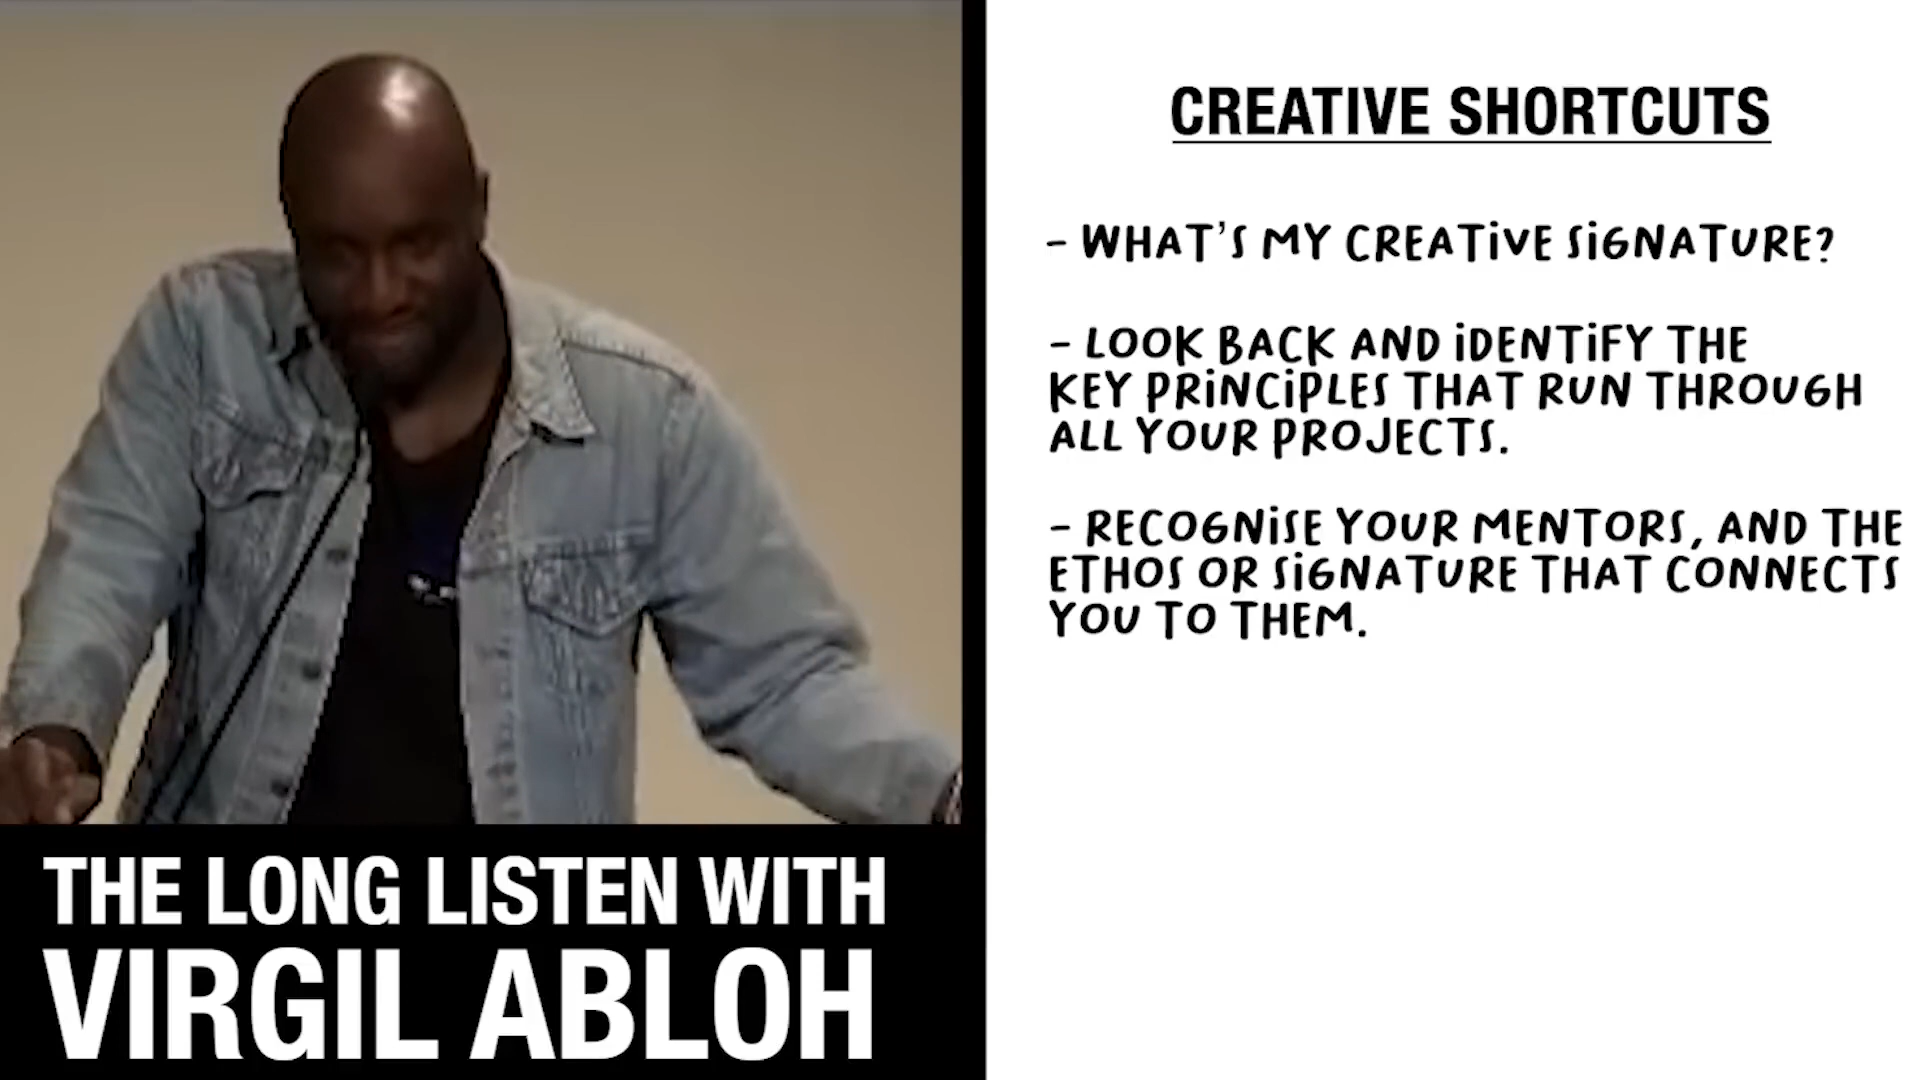 THE LONG LISTEN WITH
VIRGIL ABLOH
CREATIVE SHORTCUTS
- WHAT'S MY CREATIVE SIGNATURE?
- LOOK BACK AND IDENTIFY THE
KEY PRINCIPLES THAT RUN THROUGH
ALL YOUR PROJECTS.
- RECOGNISE YOUR MENTORS, AND THE
ETHOS OR SIGNATURE THAT CONNECTS
YOU TO THEM.